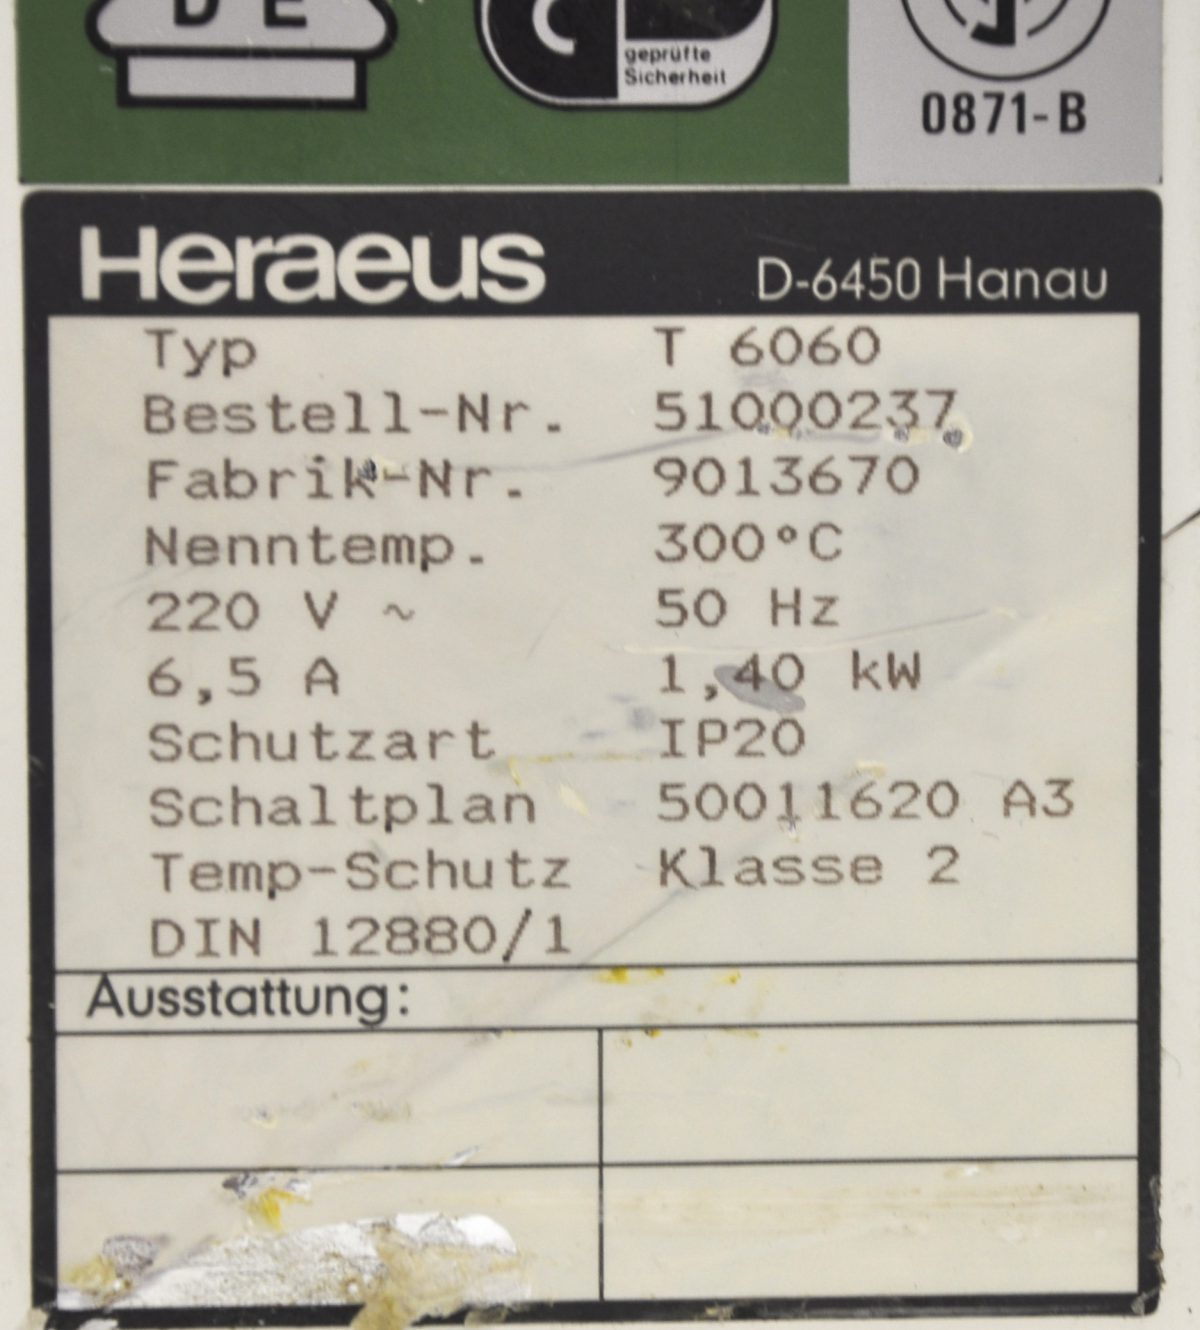 D E
geprüfte
Sicherheit
0871-B
Heraeus D-6450 Hanau
Typ T 6060
Bestell-Nr. 51000237
Fabrik-Nr. 9013670
Nenntemp. 300°C
220 V ~ 50 Hz
6,5 A 1,40 kW
Schutzart IP20
Schaltplan 50011620 A3
Temp-Schutz Klasse 2
DIN 12880/1
Ausstattung: